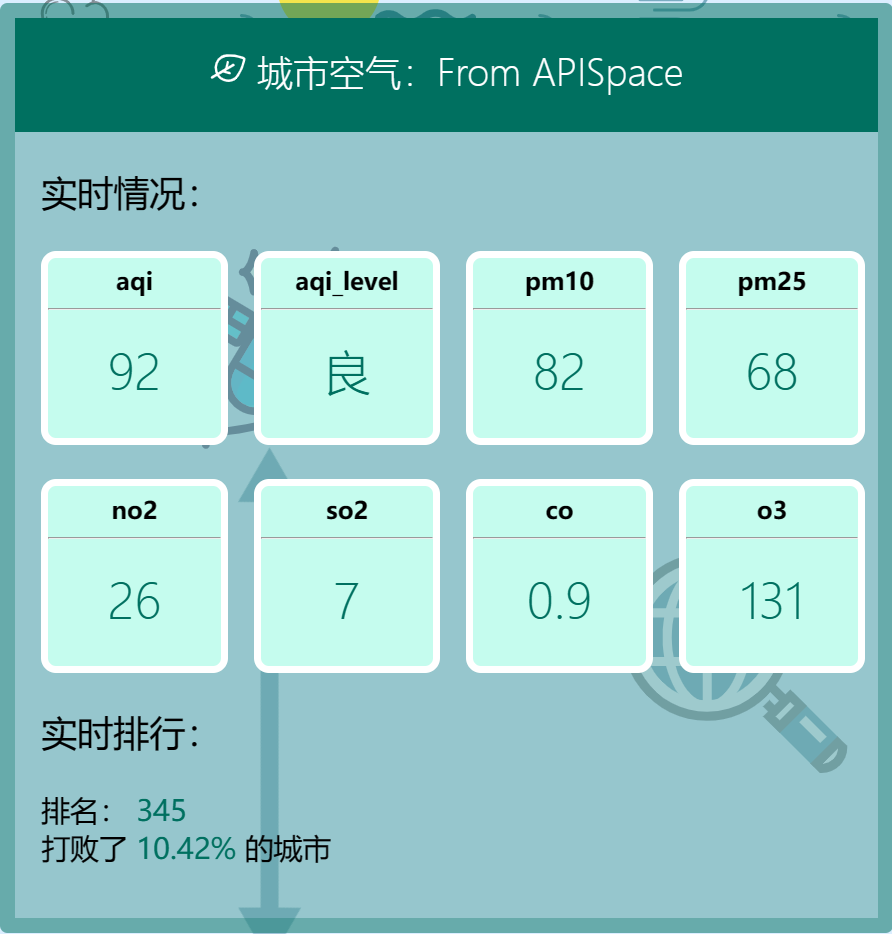 城市空气：From APISpace
实时情况：
aqi aqi_level pm10 pm25
92 良 82 68
no2 so2 co o3
26 7 0.9 131
实时排行：
排名： 345
打败了 10.42% 的城市